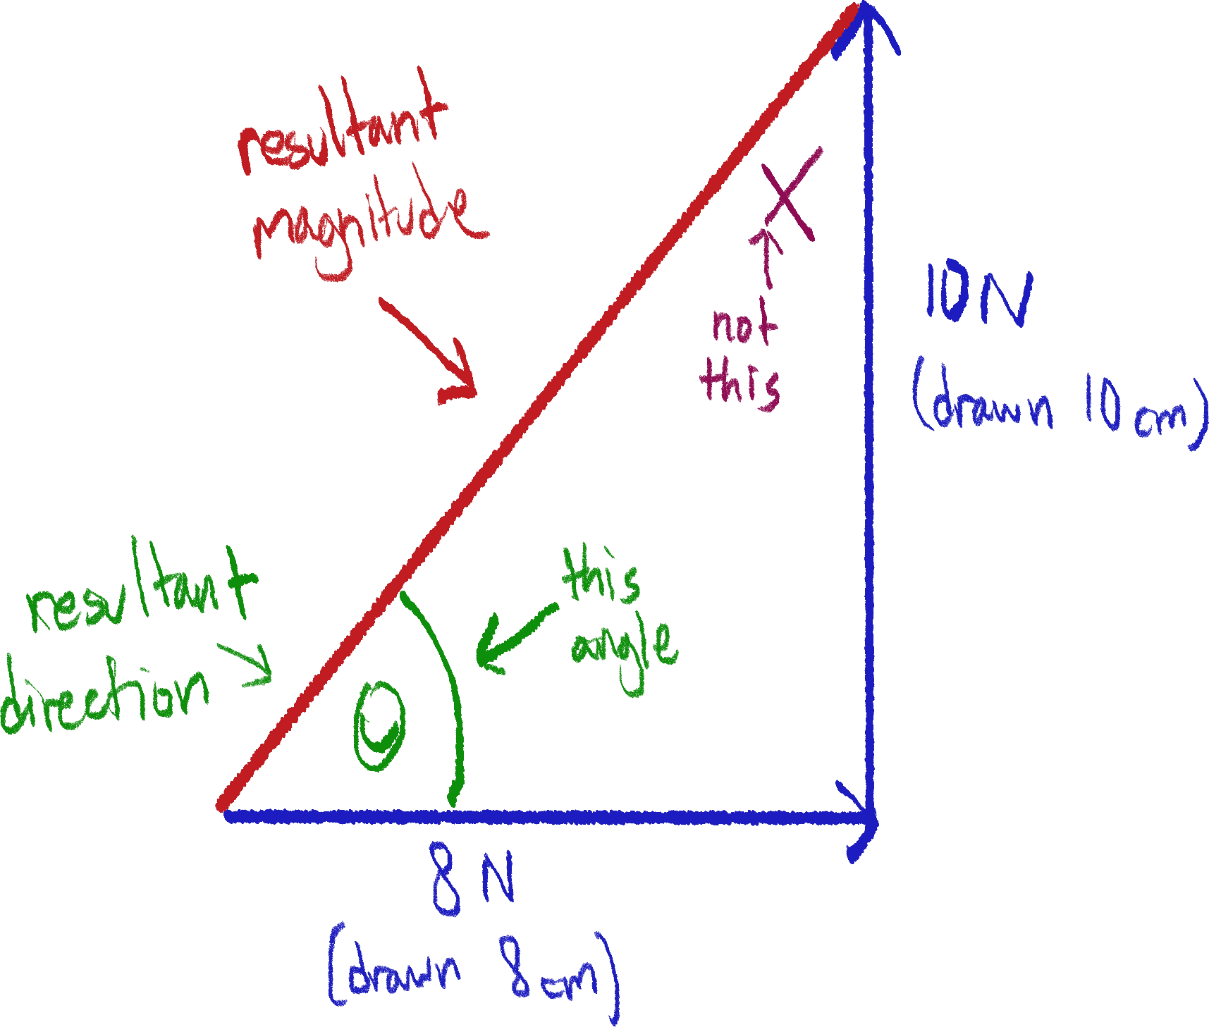 resultant
magnitude
not
this
10 N
(drawn 10 cm)
resultant
direction
this
angle
θ
8 N
(drawn 8 cm)